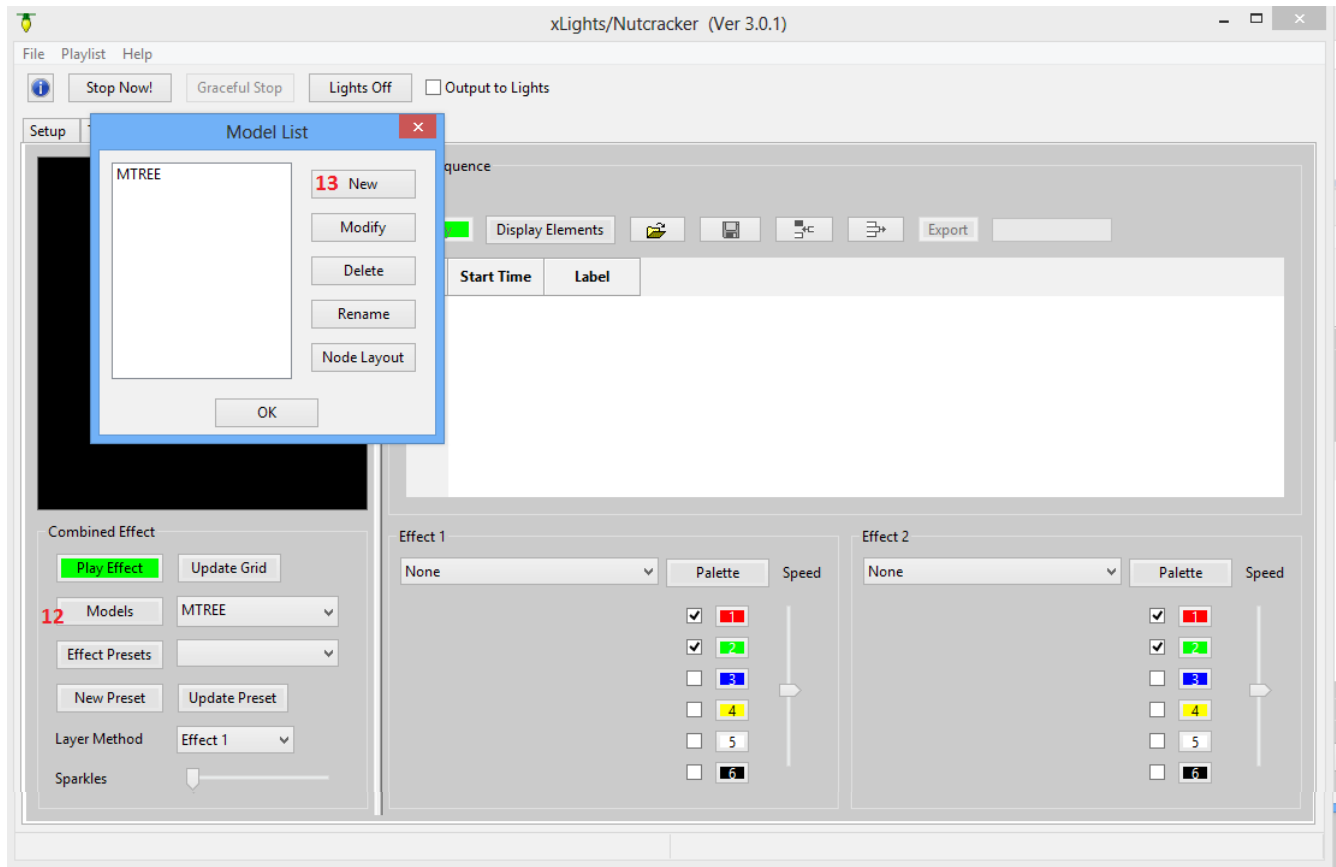 xLights/Nutcracker (Ver 3.0.1)
File Playlist Help
Stop Now! Graceful Stop Lights Off Output to Lights
Setup
Model List
MTREE
13 New
Modify
Delete
Rename
Node Layout
OK
quence
Display Elements Export
Start Time Label
Combined Effect
Play Effect Update Grid
12 Models MTREE
Effect Presets
New Preset Update Preset
Layer Method Effect 1
Sparkles
Effect 1
None Palette Speed
1
2
3
4
5
6
Effect 2
None Palette Speed
1
2
3
4
5
6